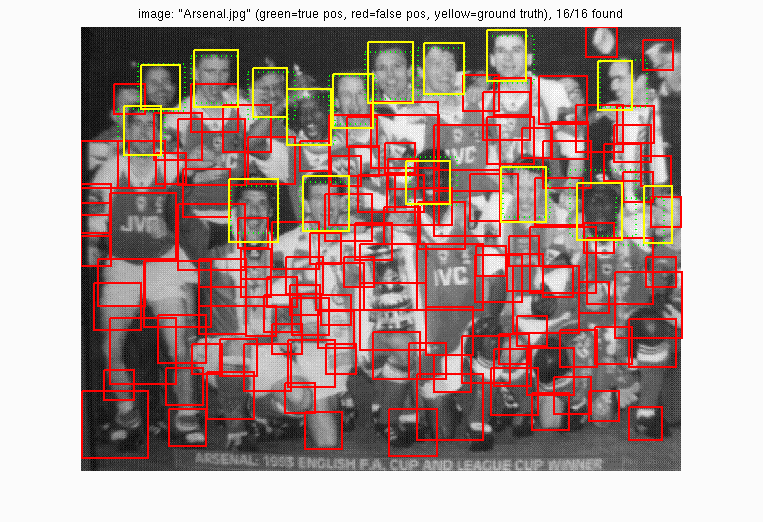 image: "Arsenal.jpg" (green=true pos, red=false pos, yellow=ground truth), 16/16 found
JVC
JVC
JVC
ARSENAL: 1993 ENGLISH F.A. CUP AND LEAGUE CUP WINNER